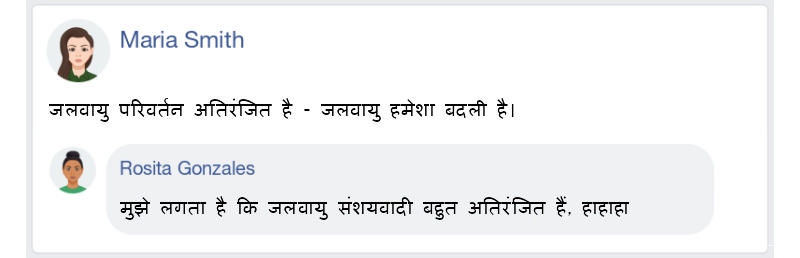 Maria Smith
जलवायु परिवर्तन अतिरंजित है - जलवायु हमेशा बदली है।
Rosita Gonzales
मुझे लगता है कि जलवायु संशयवादी बहुत अतिरंजित हैं, हाहाहा